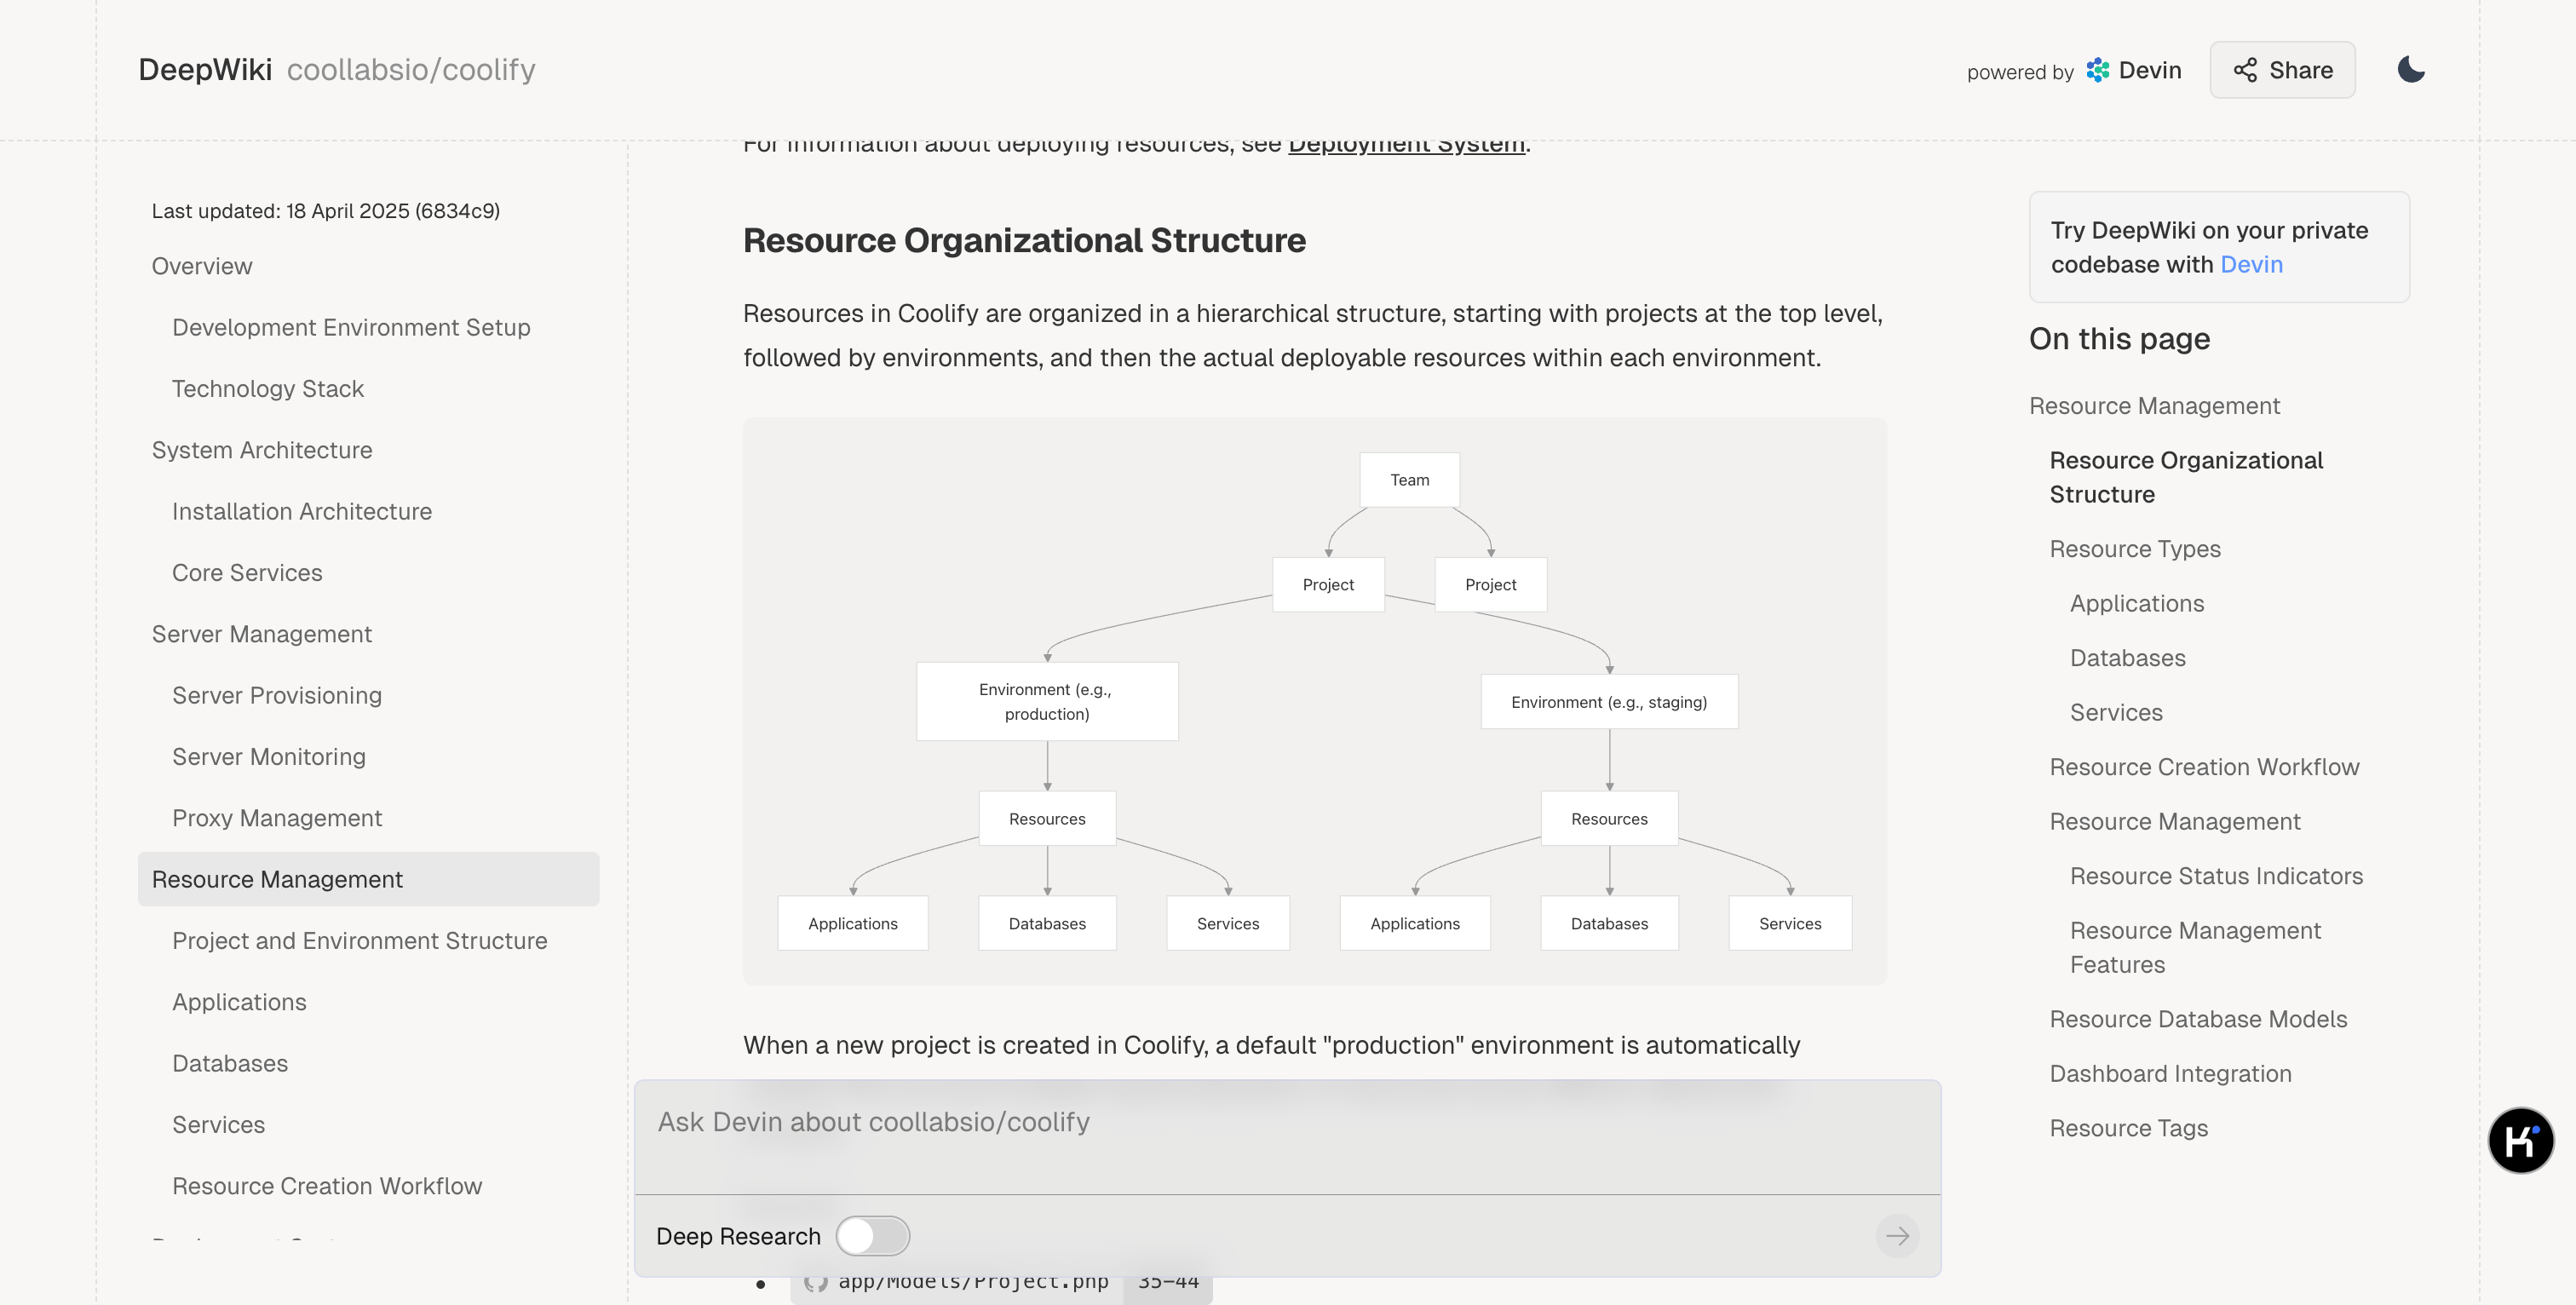 DeepWiki coollabsio/coolify
powered by Devin
Share
Last updated: 18 April 2025 (6834c9)
Overview
Development Environment Setup
Technology Stack
System Architecture
Installation Architecture
Core Services
Server Management
Server Provisioning
Server Monitoring
Proxy Management
Resource Management
Project and Environment Structure
Applications
Databases
Services
Resource Creation Workflow
For information about deploying resources, see Deployment System.
Resource Organizational Structure
Resources in Coolify are organized in a hierarchical structure, starting with projects at the top level,
followed by environments, and then the actual deployable resources within each environment.
Team
Project
Project
Environment (e.g.,
production)
Environment (e.g., staging)
Resources
Resources
Applications
Databases
Services
Applications
Databases
Services
When a new project is created in Coolify, a default "production" environment is automatically
Ask Devin about coollabsio/coolify
Deep Research
app/Models/Project.php 35–44
Try DeepWiki on your private
codebase with Devin
On this page
Resource Management
Resource Organizational
Structure
Resource Types
Applications
Databases
Services
Resource Creation Workflow
Resource Management
Resource Status Indicators
Resource Management
Features
Resource Database Models
Dashboard Integration
Resource Tags